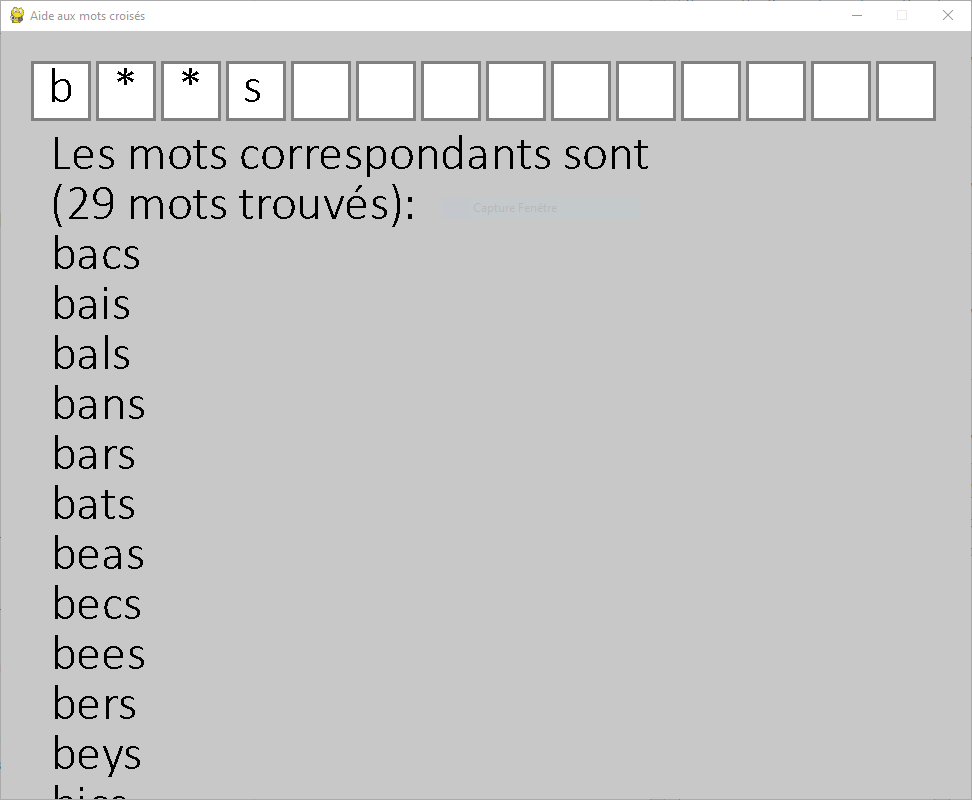 Aide aux mots croisés
b * * s
Les mots correspondants sont
(29 mots trouvés):
Capture Fenêtre
bacs
bais
bals
bans
bars
bats
beas
becs
bees
bers
beys